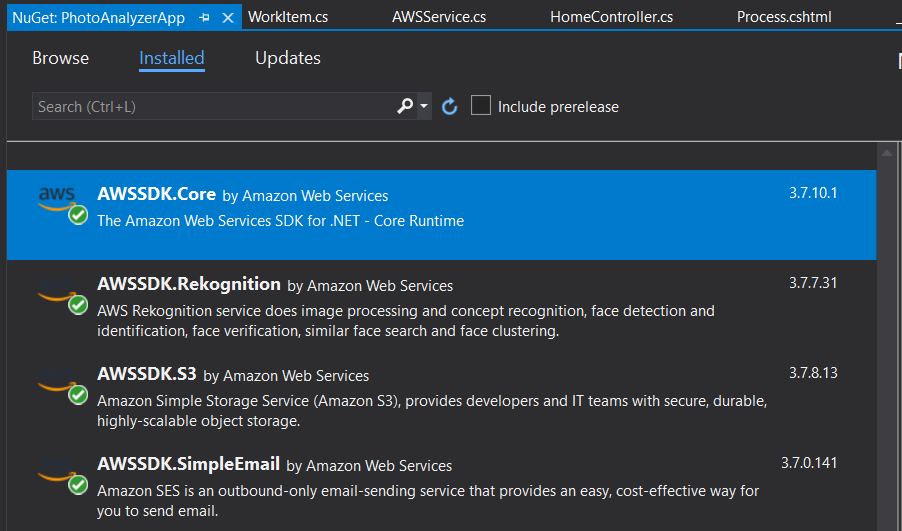 NuGet: PhotoAnalyzerApp WorkItem.cs AWSService.cs HomeController.cs Process.cshtml
Browse Installed Updates
Search (Ctrl+L) Include prerelease
aws
AWSSDK.Core by Amazon Web Services 3.7.10.1
The Amazon Web Services SDK for .NET - Core Runtime
AWSSDK.Rekognition by Amazon Web Services 3.7.7.31
AWS Rekognition service does image processing and concept recognition, face detection and
identification, face verification, similar face search and face clustering.
AWSSDK.S3 by Amazon Web Services 3.7.8.13
Amazon Simple Storage Service (Amazon S3), provides developers and IT teams with secure, durable,
highly-scalable object storage.
AWSSDK.SimpleEmail by Amazon Web Services 3.7.0.141
Amazon SES is an outbound-only email-sending service that provides an easy, cost-effective way for
you to send email.